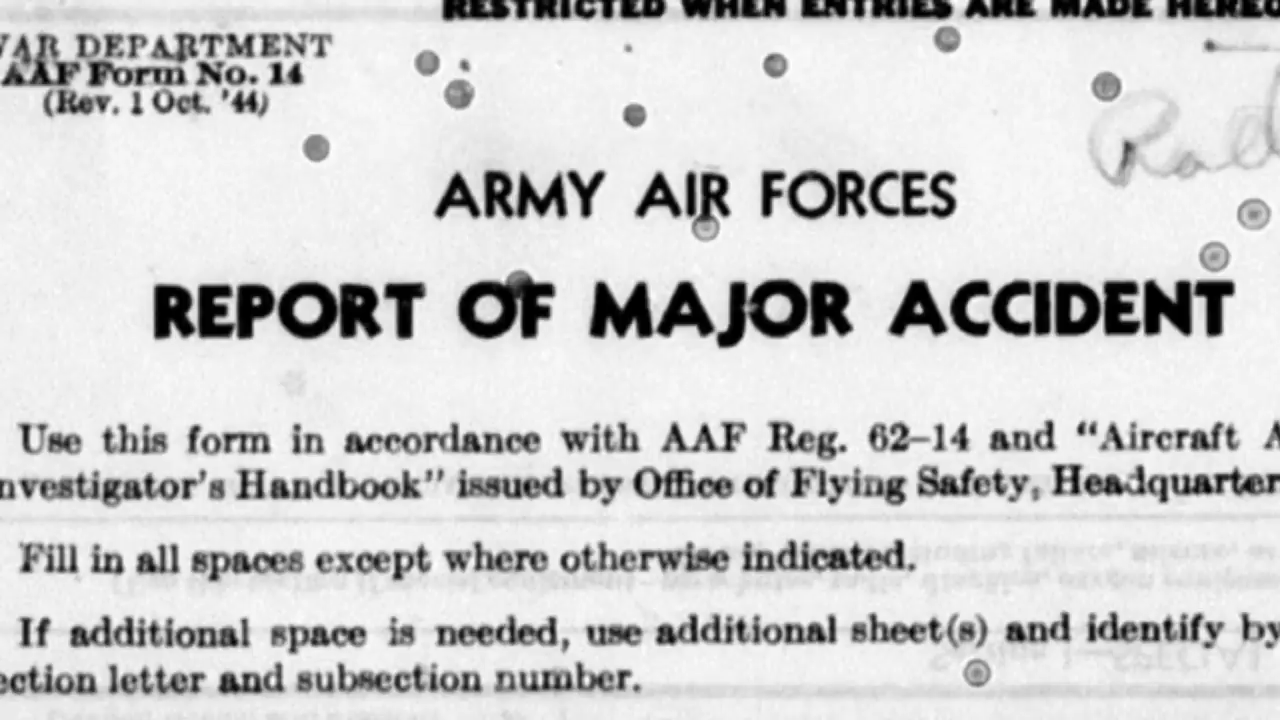 RESTRICTED WHEN ENTRIES ARE MADE HEREO
WAR DEPARTMENT
AAF Form No. 14
(Rev. 1 Oct. '44)
ARMY AIR FORCES
REPORT OF MAJOR ACCIDENT
Use this form in accordance with AAF Reg. 62–14 and “Aircraft A
nvestigator's Handbook” issued by Office of Flying Safety, Headquarter
Fill in all spaces except where otherwise indicated.
If additional space is needed, use additional sheet(s) and identify by
ection letter and subsection number.